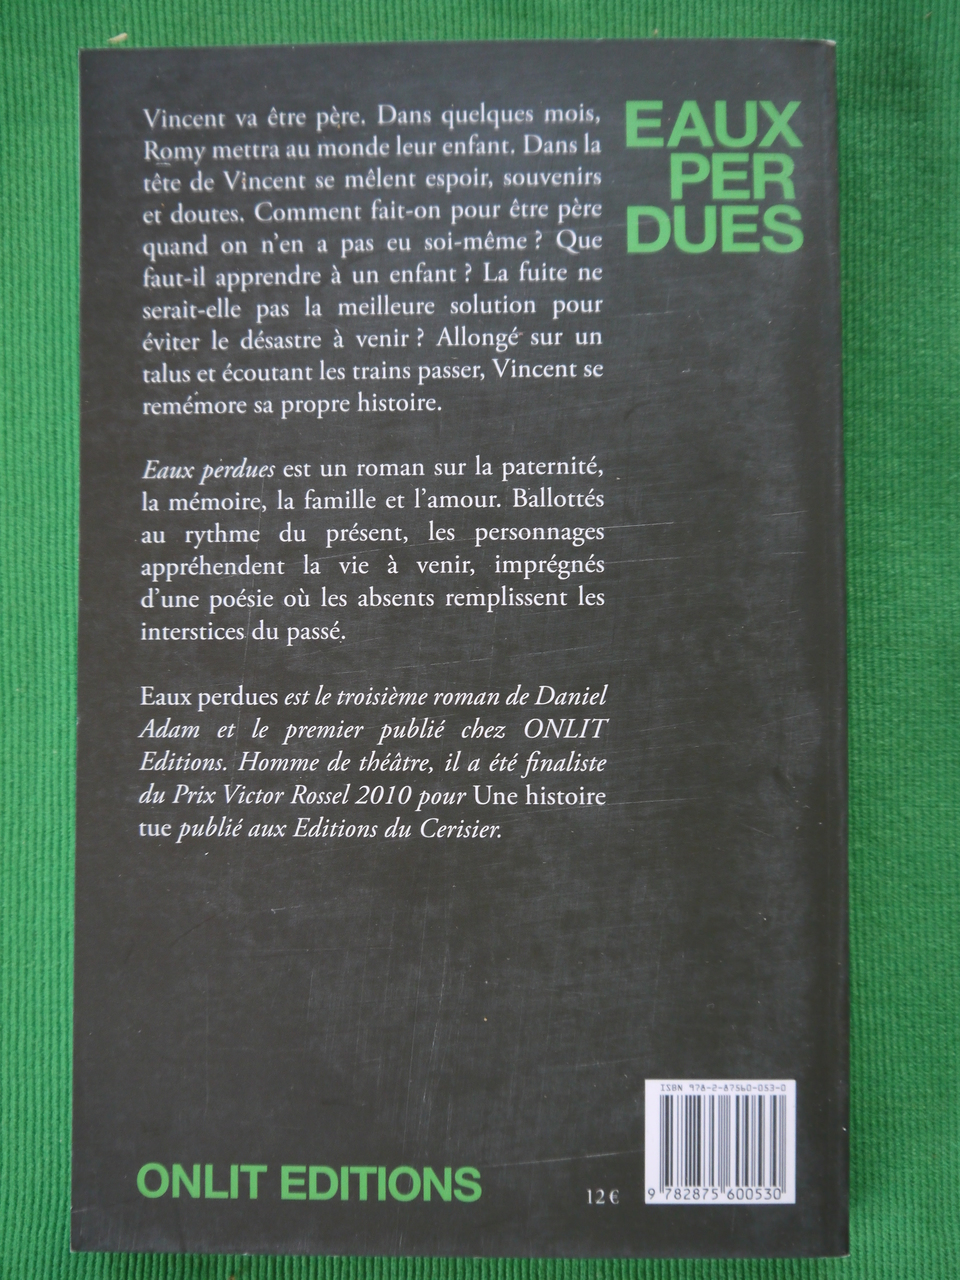 Vincent va être père. Dans quelques mois,
Romy mettra au monde leur enfant. Dans la
tête de Vincent se mêlent espoir, souvenirs
et doutes. Comment fait-on pour être père
quand on n'en a pas eu soi-même ? Que
faut-il apprendre à un enfant ? La fuite ne
serait-elle pas la meilleure solution pour
éviter le désastre à venir ? Allongé sur un
talus et écoutant les trains passer, Vincent se
remémore sa propre histoire.
Eaux perdues est un roman sur la paternité,
la mémoire, la famille et l'amour. Ballottés
au rythme du présent, les personnages
appréhendent la vie à venir, imprégnés
d'une poésie où les absents remplissent les
interstices du passé.
Eaux perdues est le troisième roman de Daniel
Adam et le premier publié chez ONLIT
Editions. Homme de théâtre, il a été finaliste
du Prix Victor Rossel 2010 pour Une histoire
tue publié aux Editions du Cerisier.
EAUX
PER
DUES
ONLIT EDITIONS
12 €
ISBN 978-2-87560-053-0
9 782875 600530